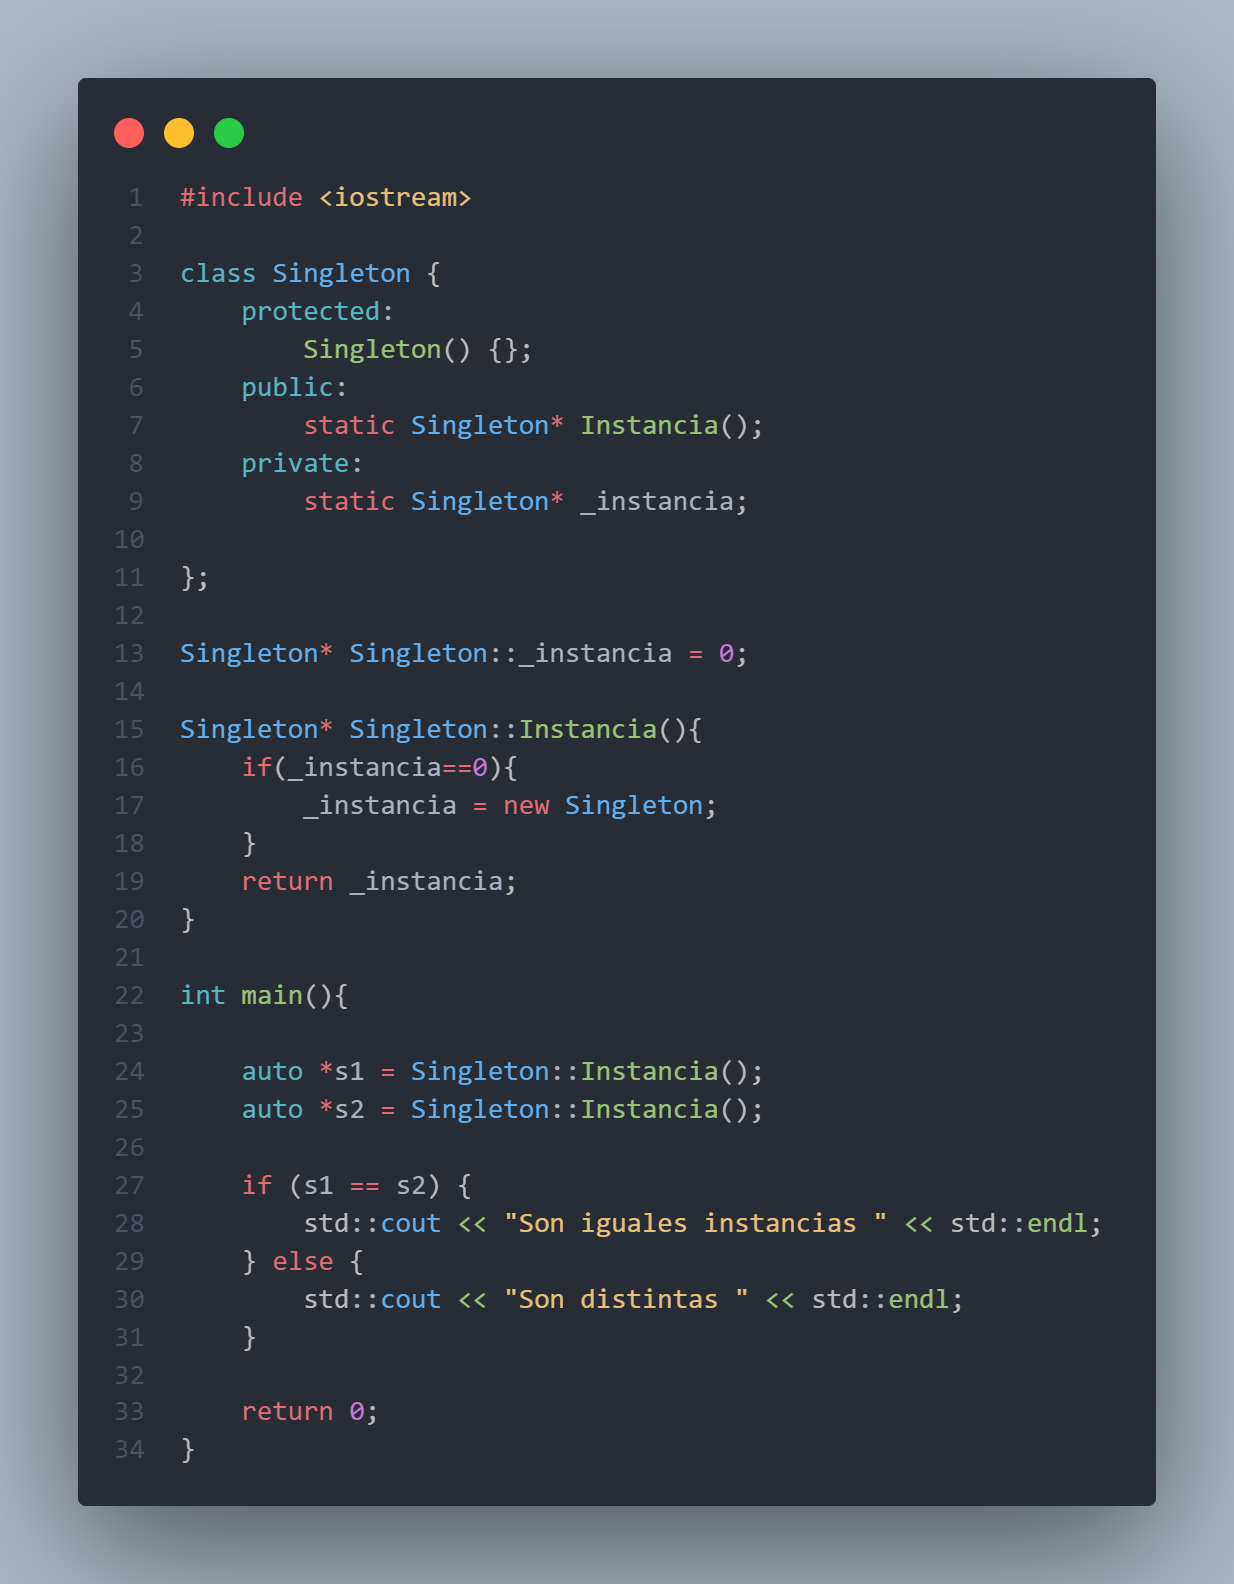 1 #include <iostream>
2
3 class Singleton {
4     protected:
5         Singleton() {};
6     public:
7         static Singleton* Instancia();
8     private:
9         static Singleton* _instancia;
10
11 };
12
13 Singleton* Singleton::_instancia = 0;
14
15 Singleton* Singleton::Instancia(){
16     if(_instancia==0){
17         _instancia = new Singleton;
18     }
19     return _instancia;
20 }
21
22 int main(){
23
24     auto *s1 = Singleton::Instancia();
25     auto *s2 = Singleton::Instancia();
26
27     if (s1 == s2) {
28         std::cout << "Son iguales instancias " << std::endl;
29     } else {
30         std::cout << "Son distintas " << std::endl;
31     }
32
33     return 0;
34 }